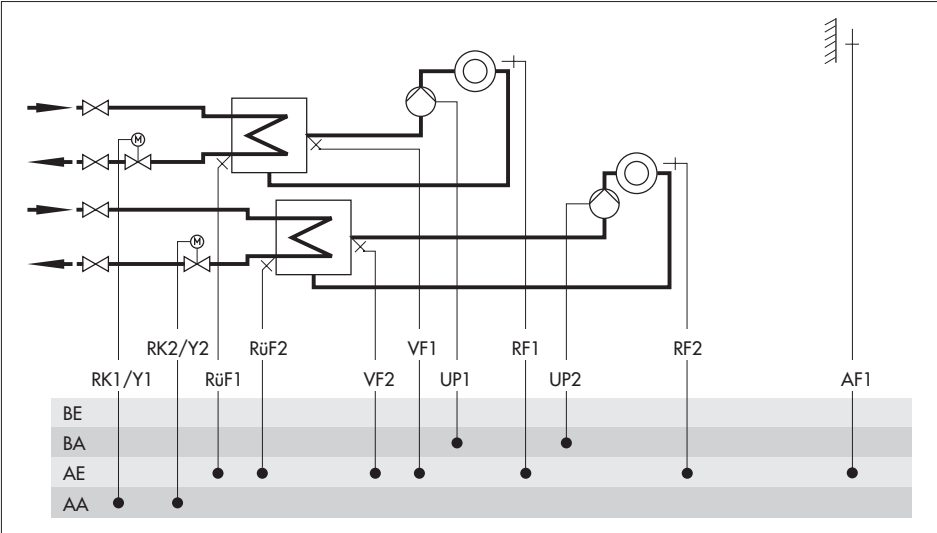 M
M
RK2/Y2 RüF2 VF1 RF1 RF2
RK1/Y1 RüF1 VF2 UP1 UP2 AF1
BE
BA
AE
AA